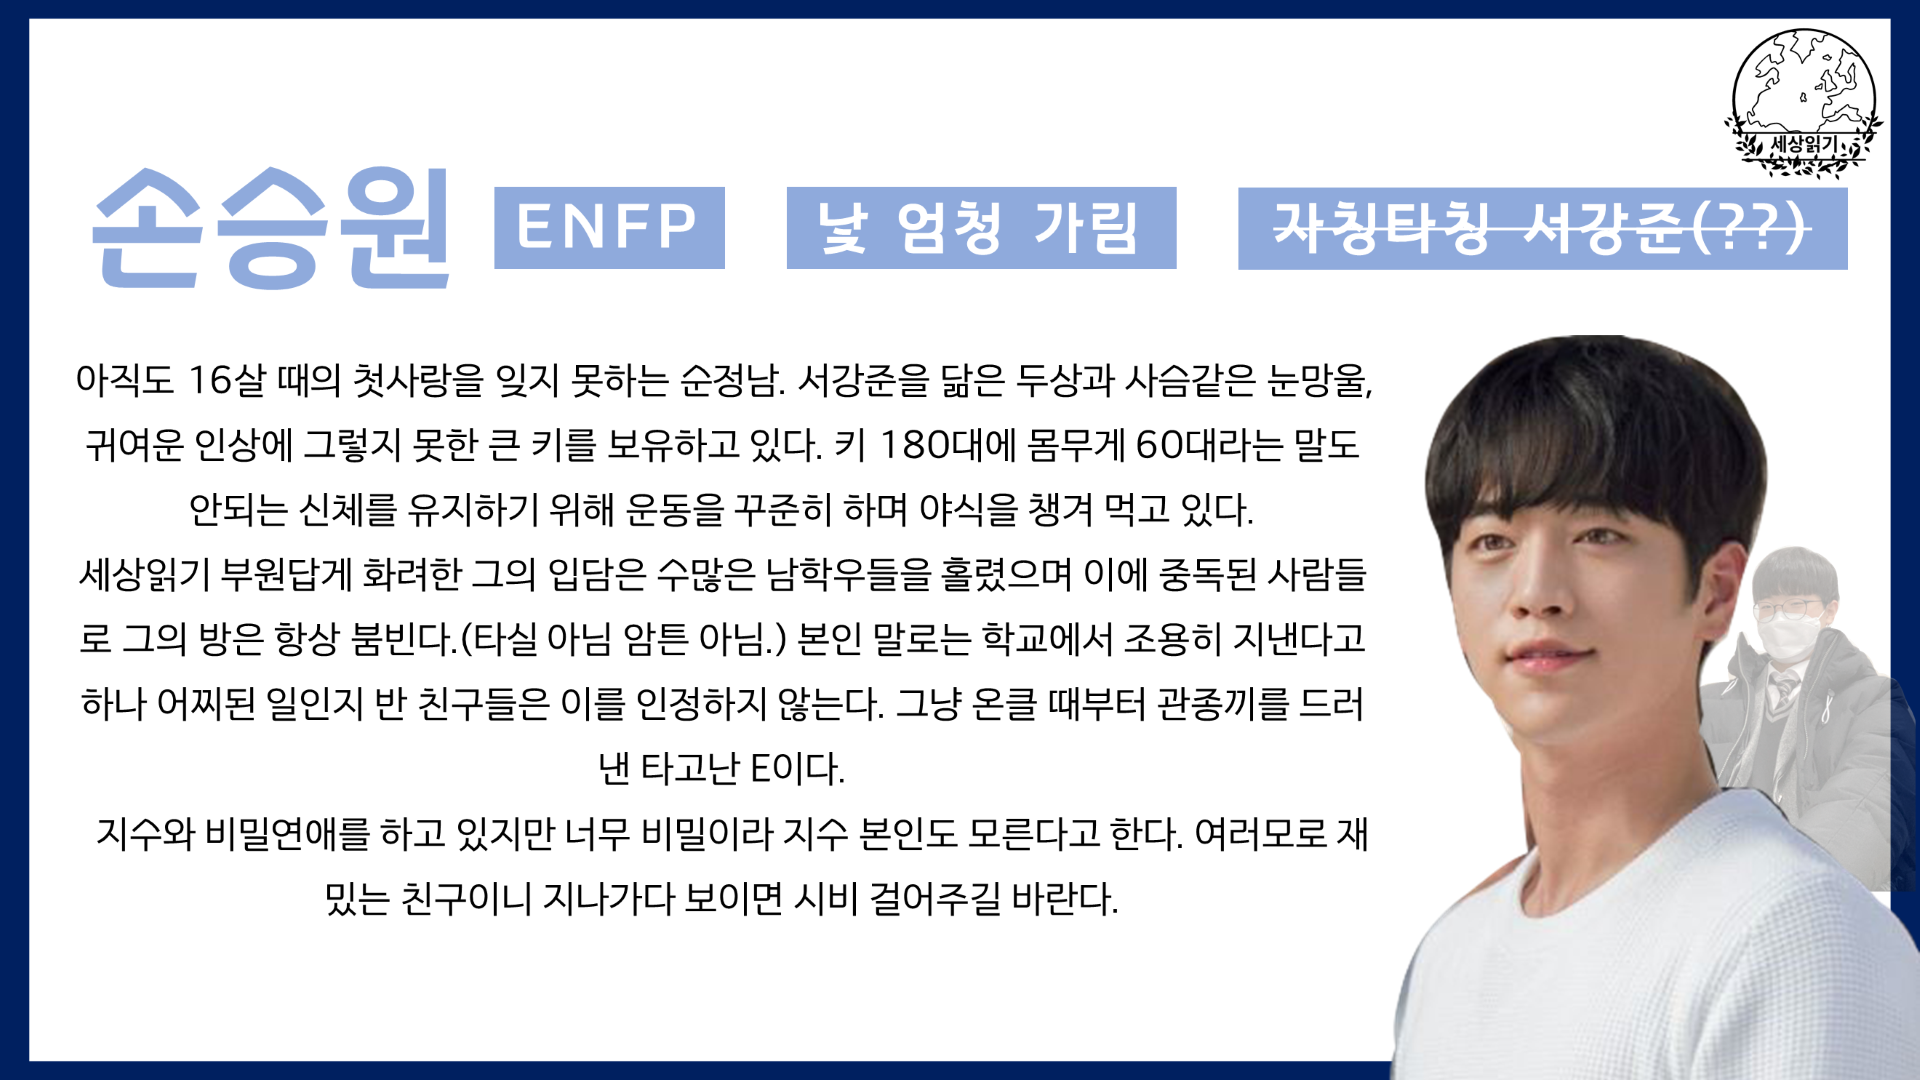 세상읽기
손승원
ENFP
낯 엄청 가림
자칭타칭 서강준(??)
아직도 16살 때의 첫사랑을 잊지 못하는 순정남. 서강준을 닮은 두상과 사슴같은 눈망울,
귀여운 인상에 그렇지 못한 큰 키를 보유하고 있다. 키 180대에 몸무게 60대라는 말도
안되는 신체를 유지하기 위해 운동을 꾸준히 하며 야식을 챙겨 먹고 있다.
세상읽기 부원답게 화려한 그의 입담은 수많은 남학우들을 홀렸으며 이에 중독된 사람들
로 그의 방은 항상 붐빈다.(타실 아님 암튼 아님.) 본인 말로는 학교에서 조용히 지낸다고
하나 어찌된 일인지 반 친구들은 이를 인정하지 않는다. 그냥 온클 때부터 관종끼를 드러
낸 타고난 E이다.
지수와 비밀연애를 하고 있지만 너무 비밀이라 지수 본인도 모른다고 한다. 여러모로 재
밌는 친구이니 지나가다 보이면 시비 걸어주길 바란다.